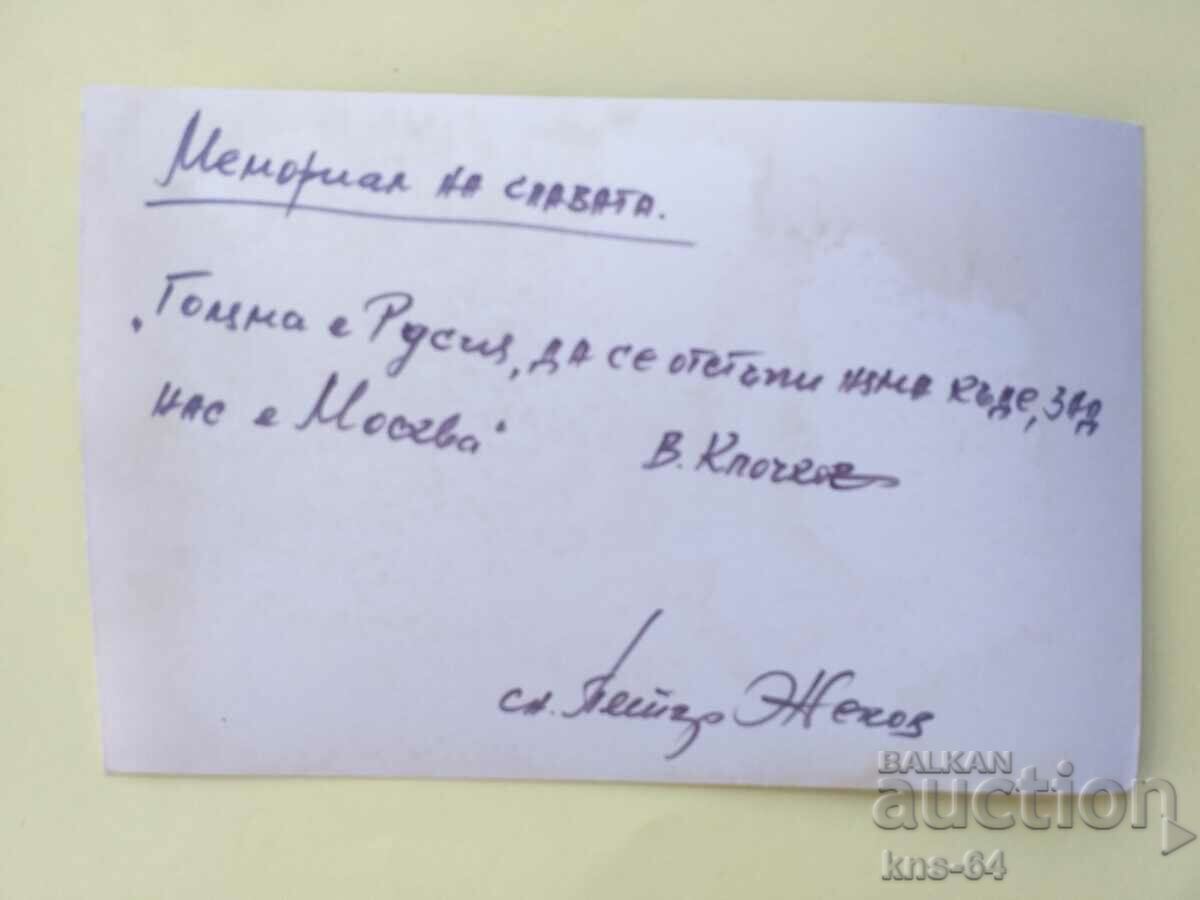 Мемориал на славата.
"Голяма е Русия, да се отстъпи няма къде, зад
нас е Москва" В. Клочков
сн. Петър Жеков
BALKAN
auction
kns-64